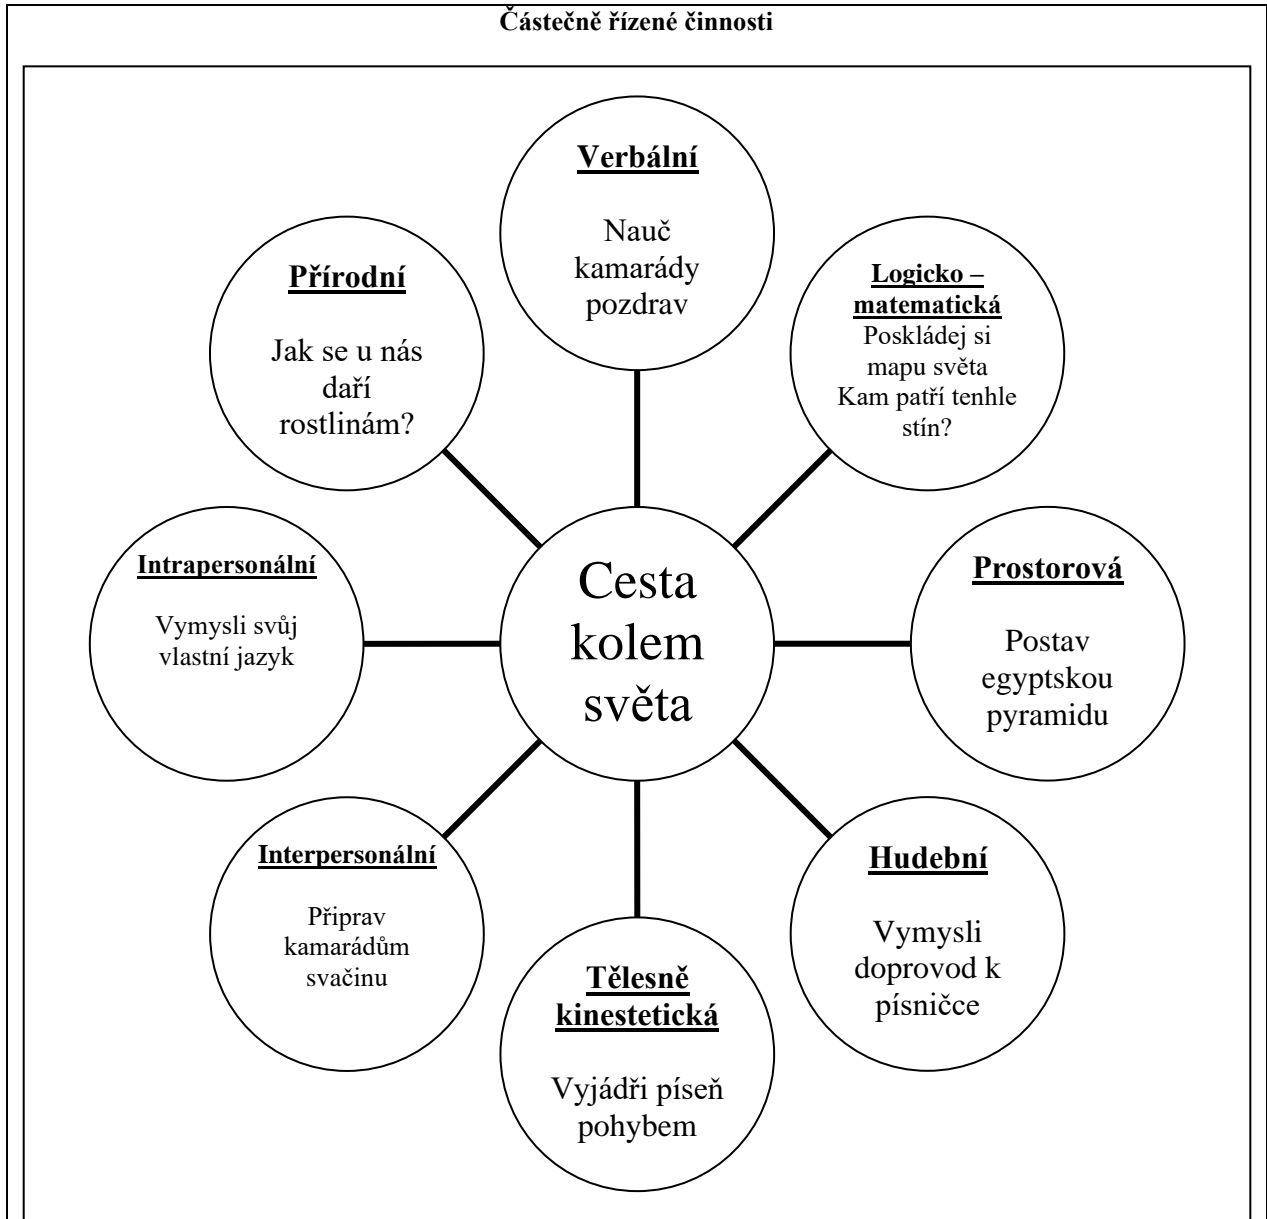 Částečně řízené činnosti
Verbální
Nauč
kamarády
pozdrav
Logicko –
matematická
Poskládej si
mapu světa
Kam patří tenhle
stín?
Prostorová
Postav
egyptskou
pyramidu
Hudební
Vymysli
doprovod k
písničce
Tělesně
kinestetická
Vyjádři píseň
pohybem
Interpersonální
Připrav
kamarádům
svačinu
Intrapersonální
Vymysli svůj
vlastní jazyk
Přírodní
Jak se u nás
daří
rostlinám?
Cesta
kolem
světa